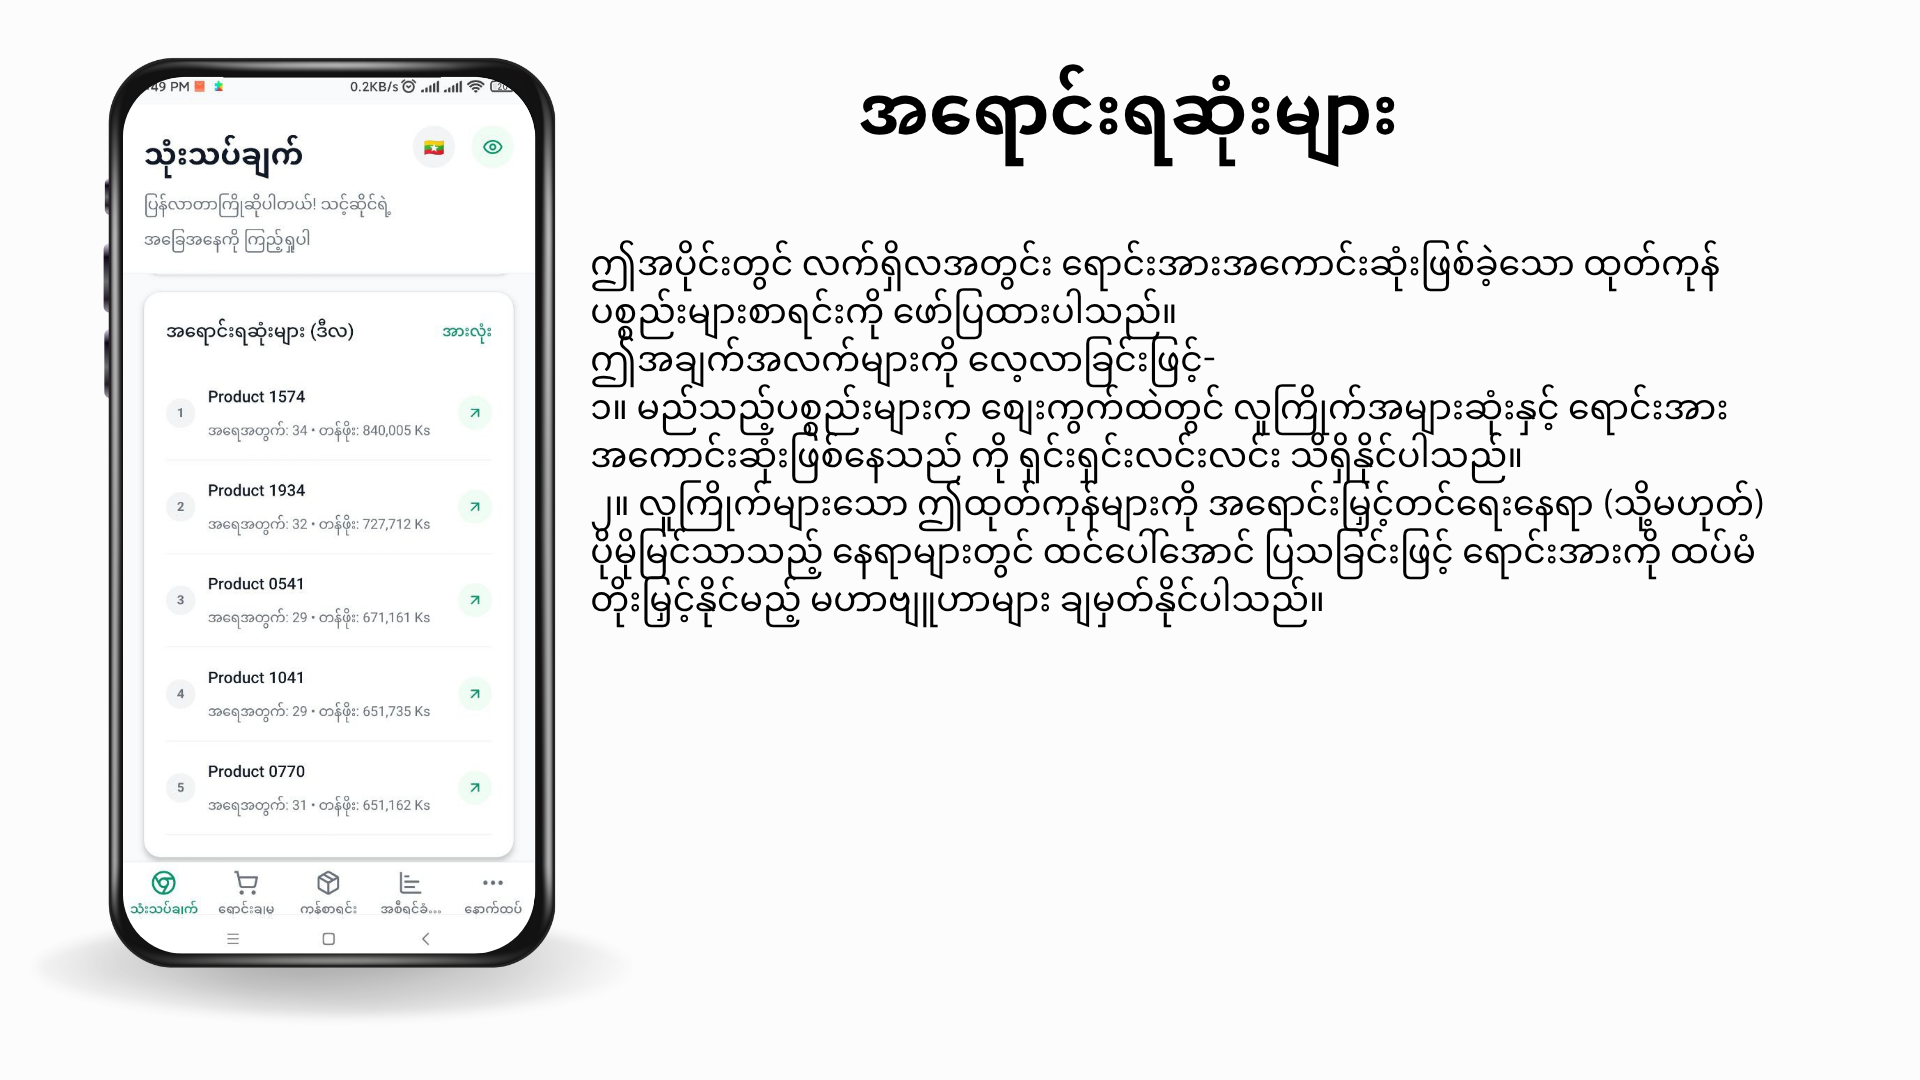 49 PM
0.2KB/s
သုံးသပ်ချက်
ပြန်လာတာကြိုဆိုပါတယ်! သင့်ဆိုင်ရဲ့
အခြေအနေကို ကြည့်ရှုပါ
အရောင်းရဆုံးများ (ဒီလ)
အားလုံး
1
Product 1574
အရေအတွက်: 34 • တန်ဖိုး: 840,005 Ks
2
Product 1934
အရေအတွက်: 32 • တန်ဖိုး: 727,712 Ks
3
Product 0541
အရေအတွက်: 29 • တန်ဖိုး: 671,161 Ks
4
Product 1041
အရေအတွက်: 29 • တန်ဖိုး: 651,735 Ks
5
Product 0770
အရေအတွက်: 31 • တန်ဖိုး: 651,162 Ks
သုံးသပ်ချက် ရောင်းချမှု ကုန်စာရင်း အစီရင်ခံ... နောက်ထပ်
အရောင်းရဆုံးများ
ဤအပိုင်းတွင် လက်ရှိလအတွင်း ရောင်းအားအကောင်းဆုံးဖြစ်ခဲ့သော ထုတ်ကုန်
ပစ္စည်းများစာရင်းကို ဖော်ပြထားပါသည်။
ဤအချက်အလက်များကို လေ့လာခြင်းဖြင့်-
၁။ မည်သည့်ပစ္စည်းများက ဈေးကွက်ထဲတွင် လူကြိုက်အများဆုံးနှင့် ရောင်းအား
အကောင်းဆုံးဖြစ်နေသည် ကို ရှင်းရှင်းလင်းလင်း သိရှိနိုင်ပါသည်။
၂။ လူကြိုက်များသော ဤထုတ်ကုန်များကို အရောင်းမြှင့်တင်ရေးနေရာ (သို့မဟုတ်)
ပိုမိုမြင်သာသည့် နေရာများတွင် ထင်ပေါ်အောင် ပြသခြင်းဖြင့် ရောင်းအားကို ထပ်မံ
တိုးမြှင့်နိုင်မည့် မဟာဗျူဟာများ ချမှတ်နိုင်ပါသည်။